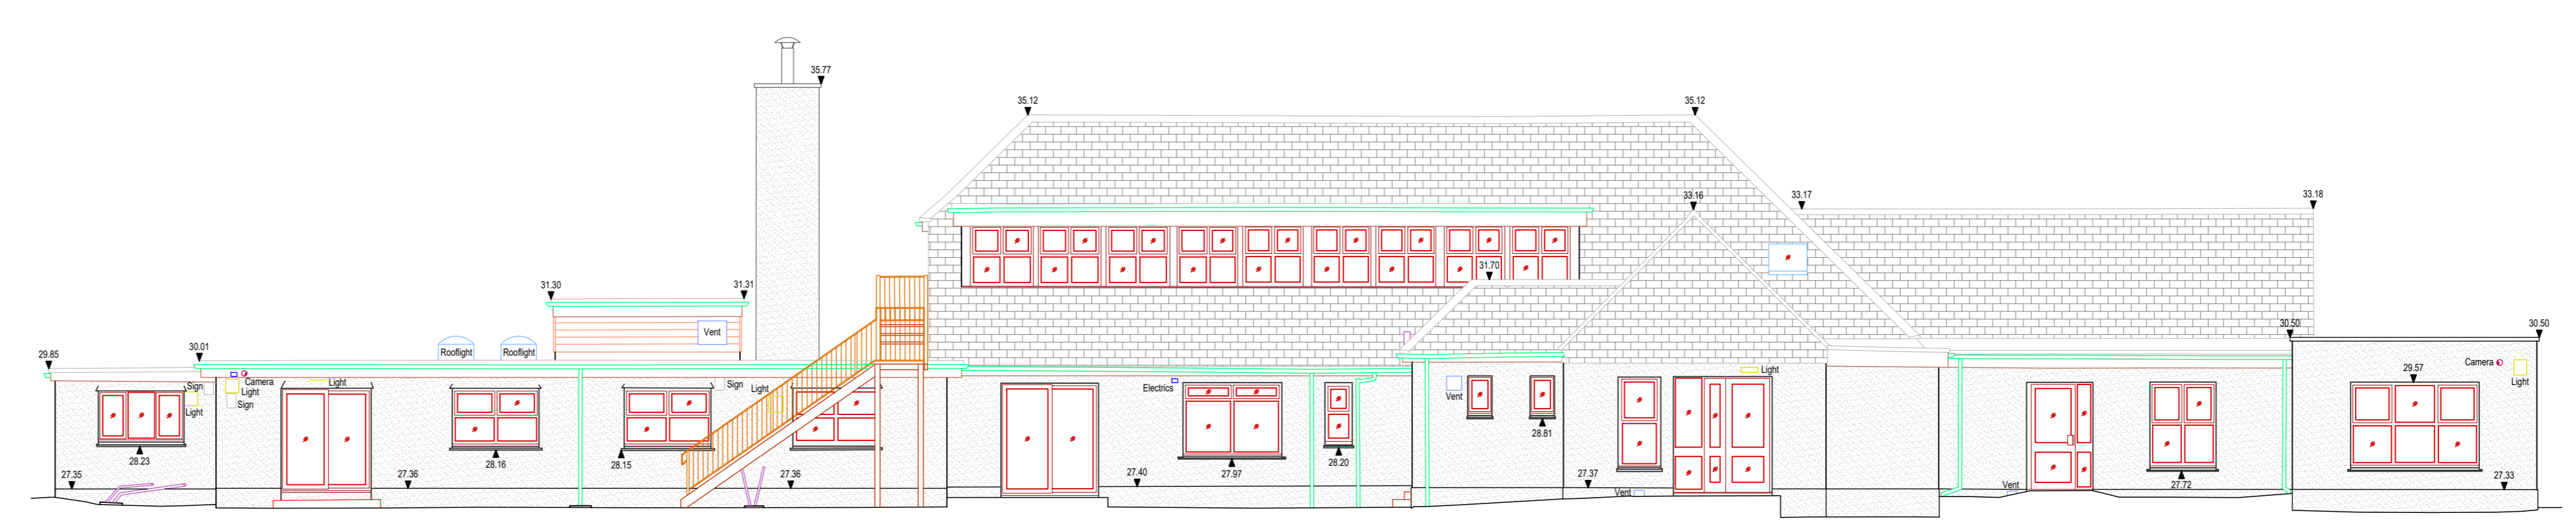 35.77
35.12
35.12
33.16
33.17
33.18
31.70
31.30
31.31
Vent
30.50
30.50
29.85
30.01
Rooflight
Rooflight
Camera
Light
29.57
Sign
Camera
Light
Sign
Light
Light
Sign
Light
Electrics
Vent
Light
28.81
28.23
28.16
28.15
27.97
28.20
27.35
27.36
27.36
27.40
27.37
Vent
Vent
27.72
27.33